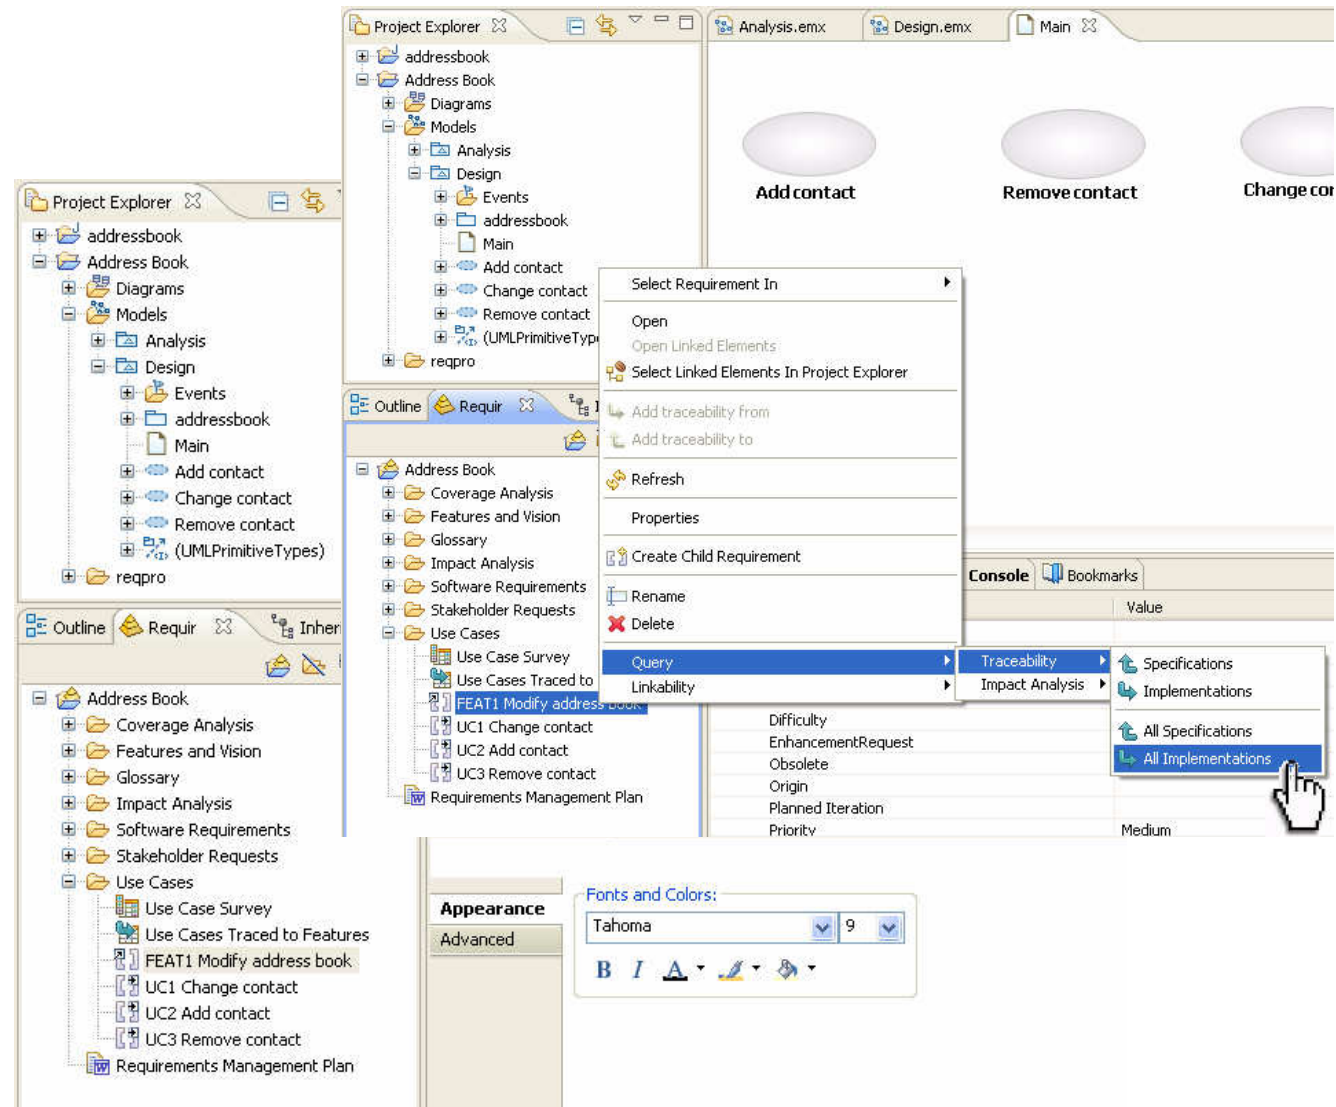 Project Explorer
addressbook
Address Book
Diagrams
Models
Analysis
Design
Events
addressbook
Main
Add contact
Change contact
Remove contact
(UMLPrimitiveTyp
reqpro
Analysis.emx
Design.emx
Main
Add contact
Remove contact
Change cor
Project Explorer
addressbook
Address Book
Diagrams
Models
Analysis
Design
Events
addressbook
Main
Add contact
Change contact
Remove contact
(UMLPrimitiveTypes)
reqpro
Outline
Requir
Address Book
Coverage Analysis
Features and Vision
Glossary
Impact Analysis
Software Requirements
Stakeholder Requests
Use Cases
Use Case Survey
Use Cases Traced to
FEAT1 Modify address book
UC1 Change contact
UC2 Add contact
UC3 Remove contact
Requirements Management Plan
Select Requirement In
Open
Open Linked Elements
Select Linked Elements In Project Explorer
Add traceability from
Add traceability to
Refresh
Properties
Create Child Requirement
Rename
Delete
Query
Linkability
Traceability
Impact Analysis
Specifications
Implementations
All Specifications
All Implementations
Console
Bookmarks
Value
Difficulty
EnhancementRequest
Obsolete
Origin
Planned Iteration
Priority Medium
Outline
Requir
Inher
Address Book
Coverage Analysis
Features and Vision
Glossary
Impact Analysis
Software Requirements
Stakeholder Requests
Use Cases
Use Case Survey
Use Cases Traced to Features
FEAT1 Modify address book
UC1 Change contact
UC2 Add contact
UC3 Remove contact
Requirements Management Plan
Appearance
Advanced
Fonts and Colors:
Tahoma 9
B I A